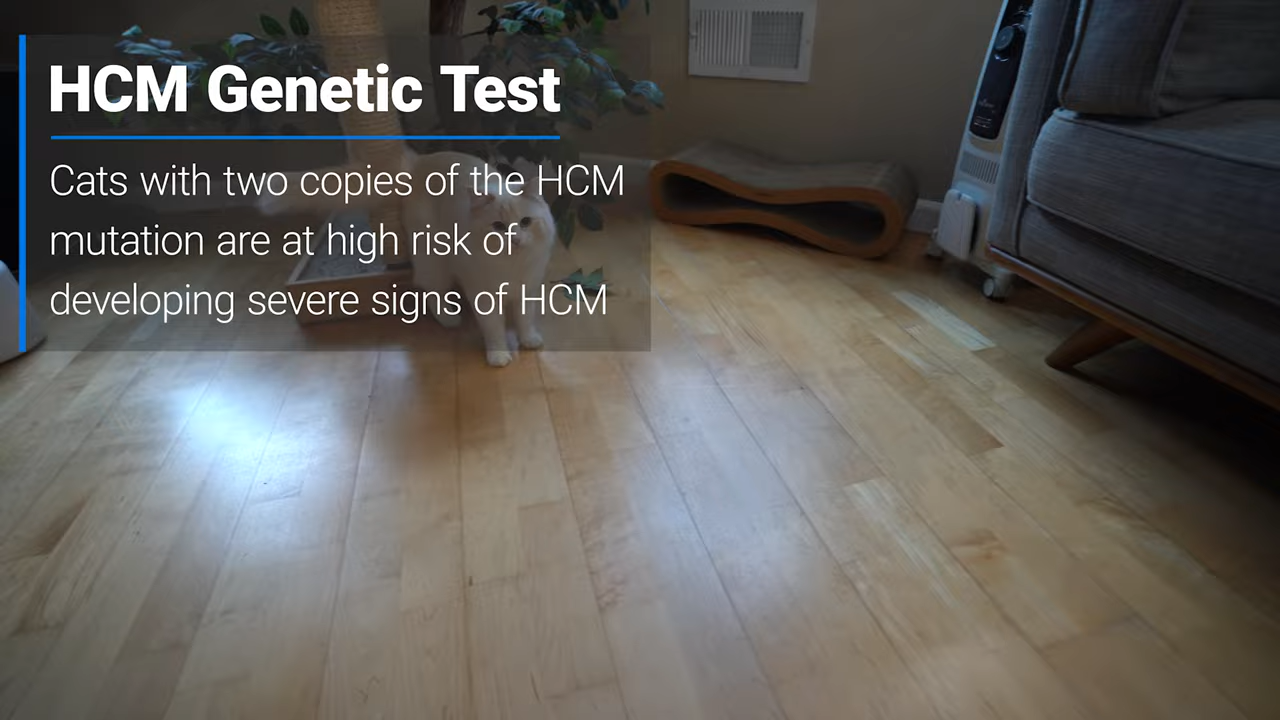 HCM Genetic Test
Cats with two copies of the HCM
mutation are at high risk of
developing severe signs of HCM